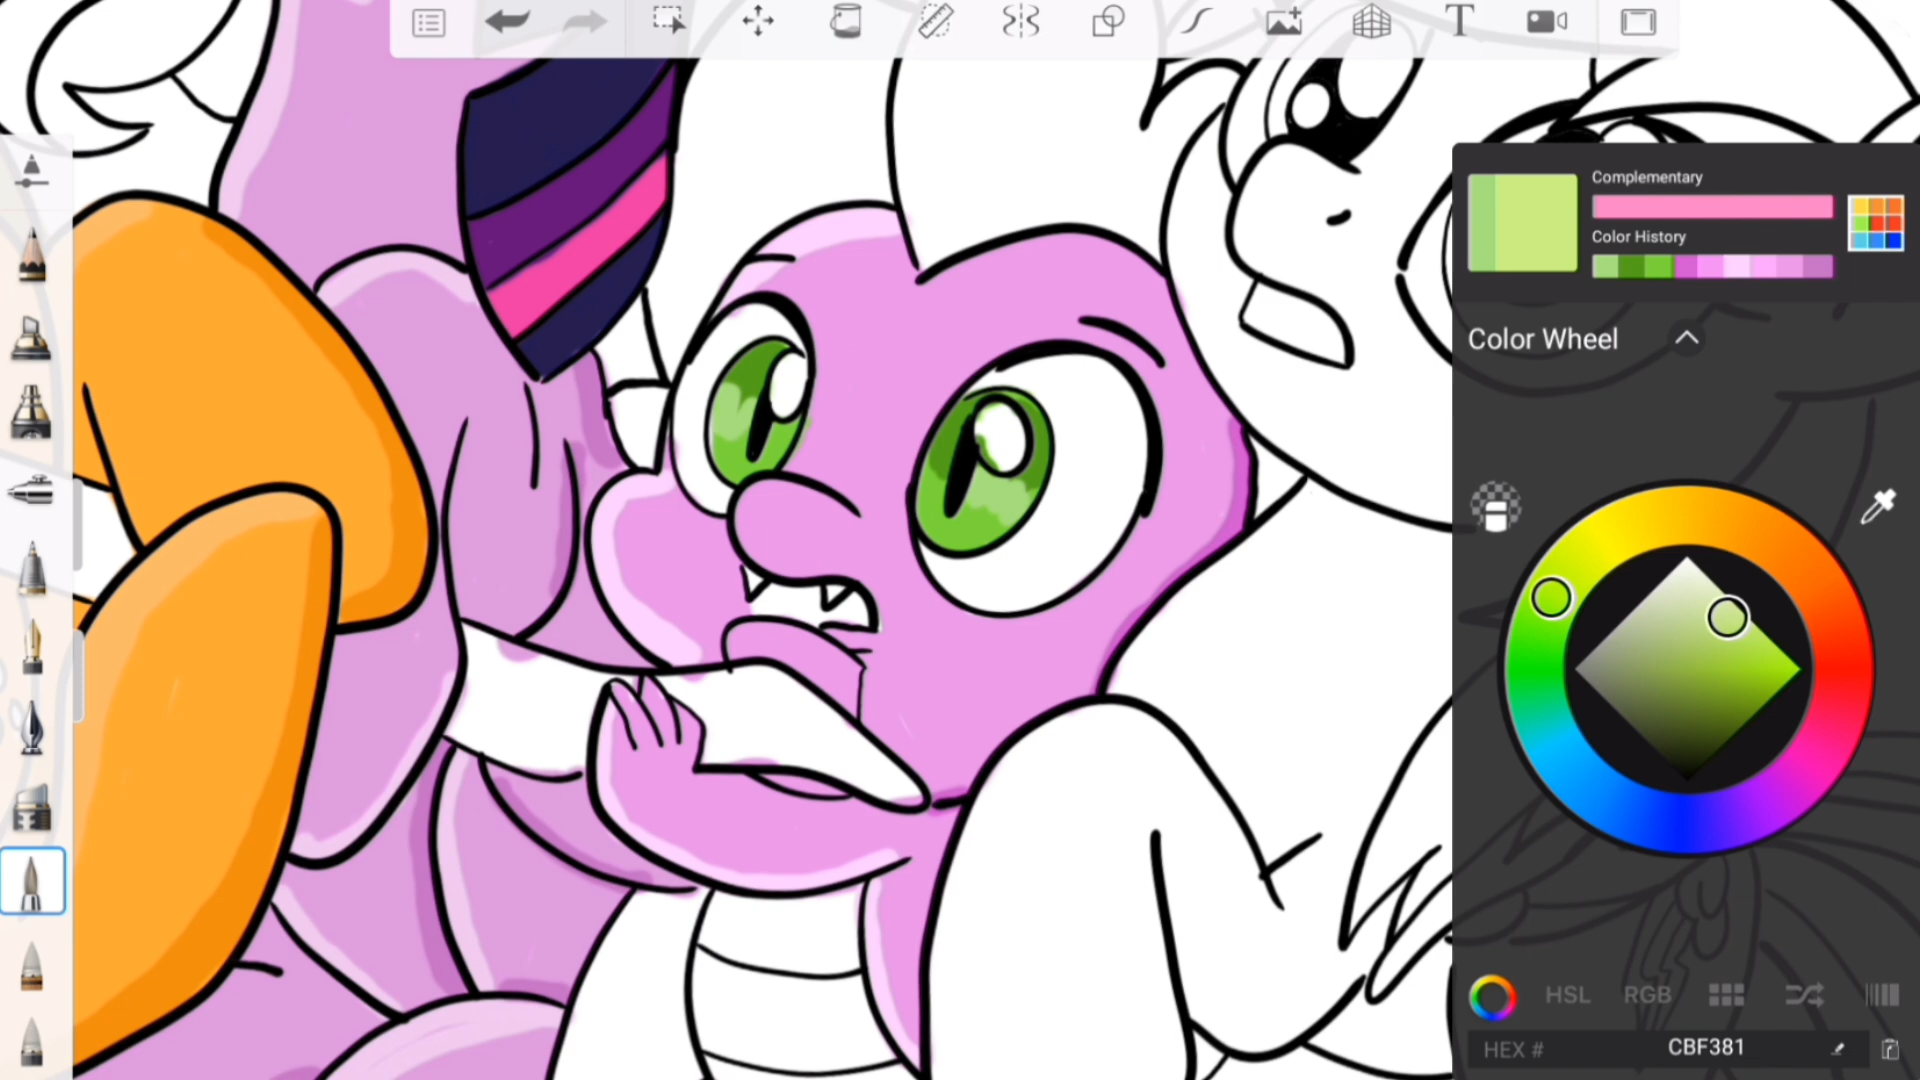 T
Complementary
Color History
Color Wheel
HSL RGB
HEX # CBF381